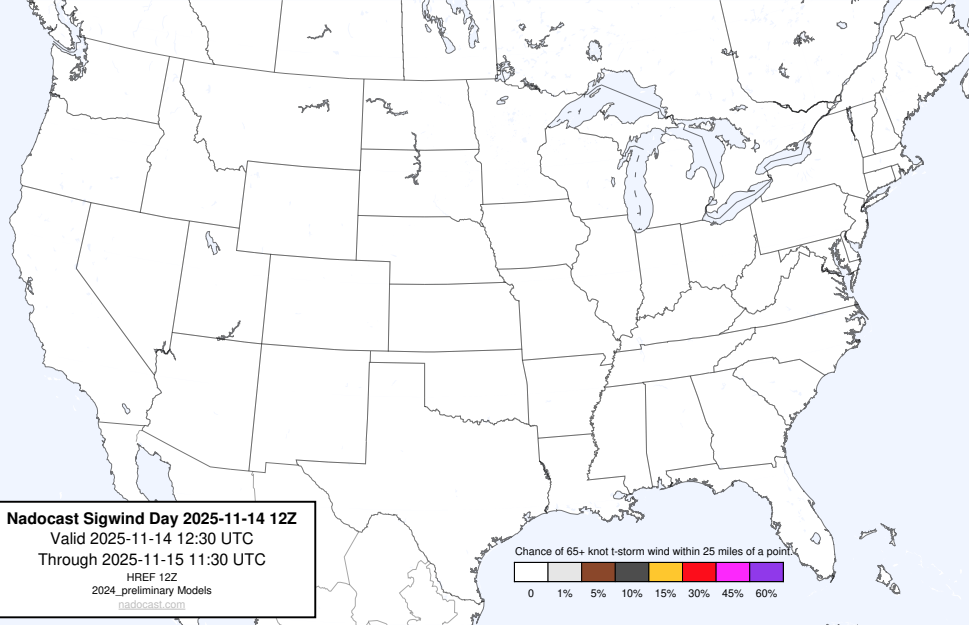 Nadocast Sigwind Day 2025-11-14 12Z
Valid 2025-11-14 12:30 UTC
Through 2025-11-15 11:30 UTC
HREF 12Z
2024_preliminary Models
nadocast.com
Chance of 65+ knot t-storm wind within 25 miles of a point.
0 1% 5% 10% 15% 30% 45% 60%